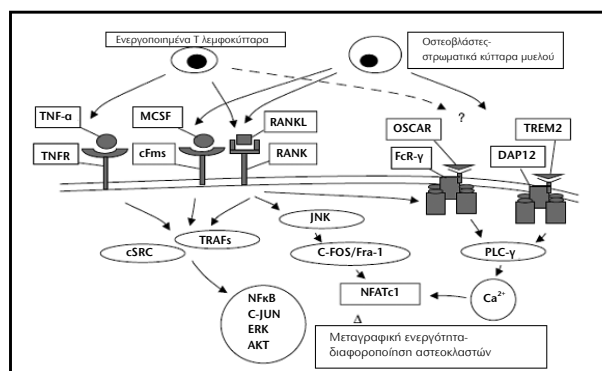 Ενεργοποιημένα Τ λεμφοκύτταρα
Οστεοβλάστες-
στρωματικά κύτταρα μυελού
TNF-α
MCSF
RANKL
OSCAR
?
TREM2
TNFR
cFms
RANK
FcR-γ
DAP12
JNK
cSRC
TRAFs
C-FOS/Fra-1
PLC-γ
NFκB
C-JUN
ERK
AKT
NFATc1
Ca²⁺
Δ
Μεταγραφική ενεργότητα-
διαφοροποίηση αστεοκλαστών